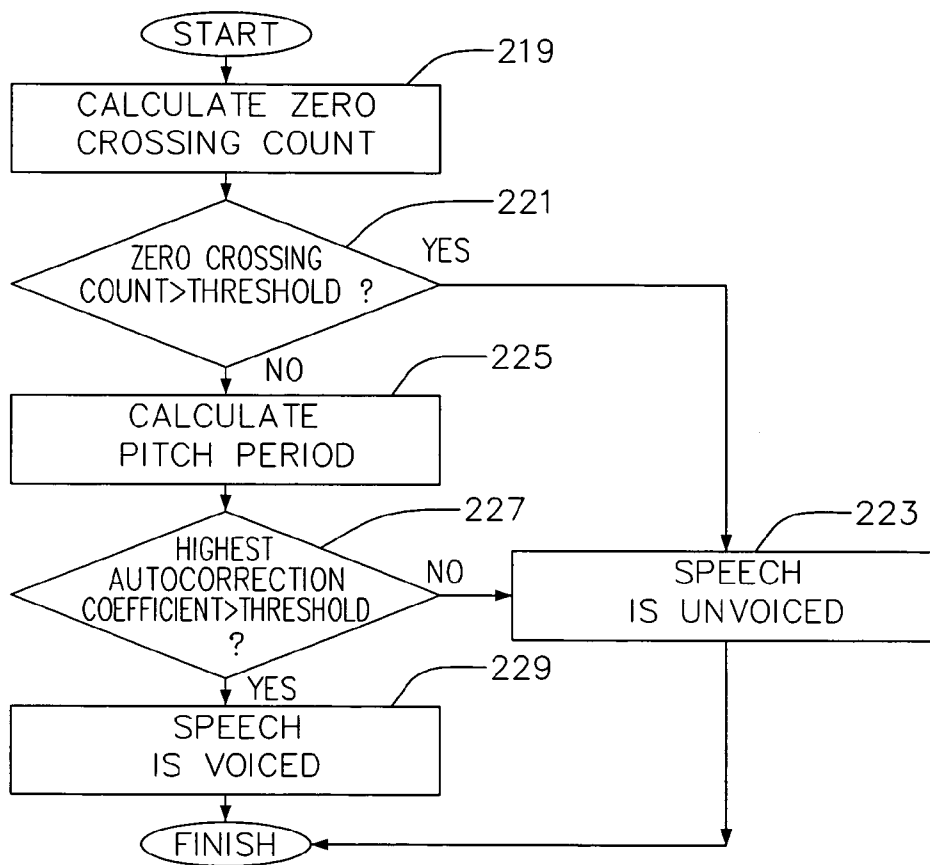 START
219
CALCULATE ZERO
CROSSING COUNT
221
ZERO CROSSING
COUNT>THRESHOLD ?
YES
NO
225
CALCULATE
PITCH PERIOD
227
HIGHEST
AUTOCORRECTION
COEFFICIENT>THRESHOLD
?
NO
223
SPEECH
IS UNVOICED
YES
229
SPEECH
IS VOICED
FINISH